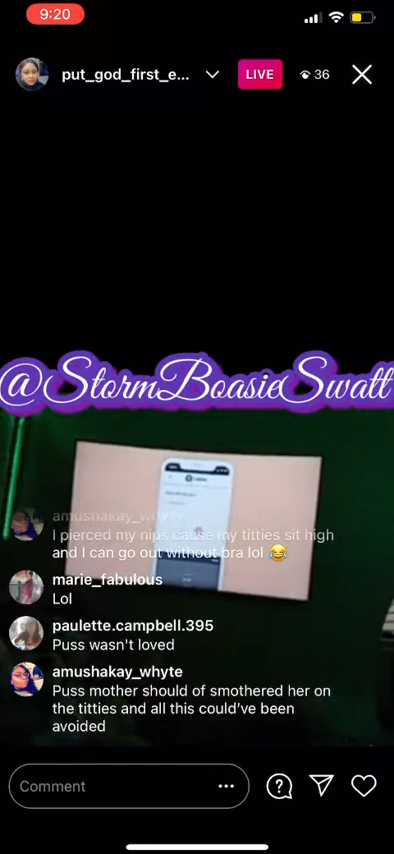 9:20
put_god_first_e...
LIVE
36
@StormBoasieSwatt
amushakay_whyte
I pierced my nips cause my titties sit high
and I can go out without bra lol 😂
marie_fabulous
Lol
paulette.campbell.395
Puss wasn't loved
amushakay_whyte
Puss mother should of smothered her on
the titties and all this could've been
avoided
Comment